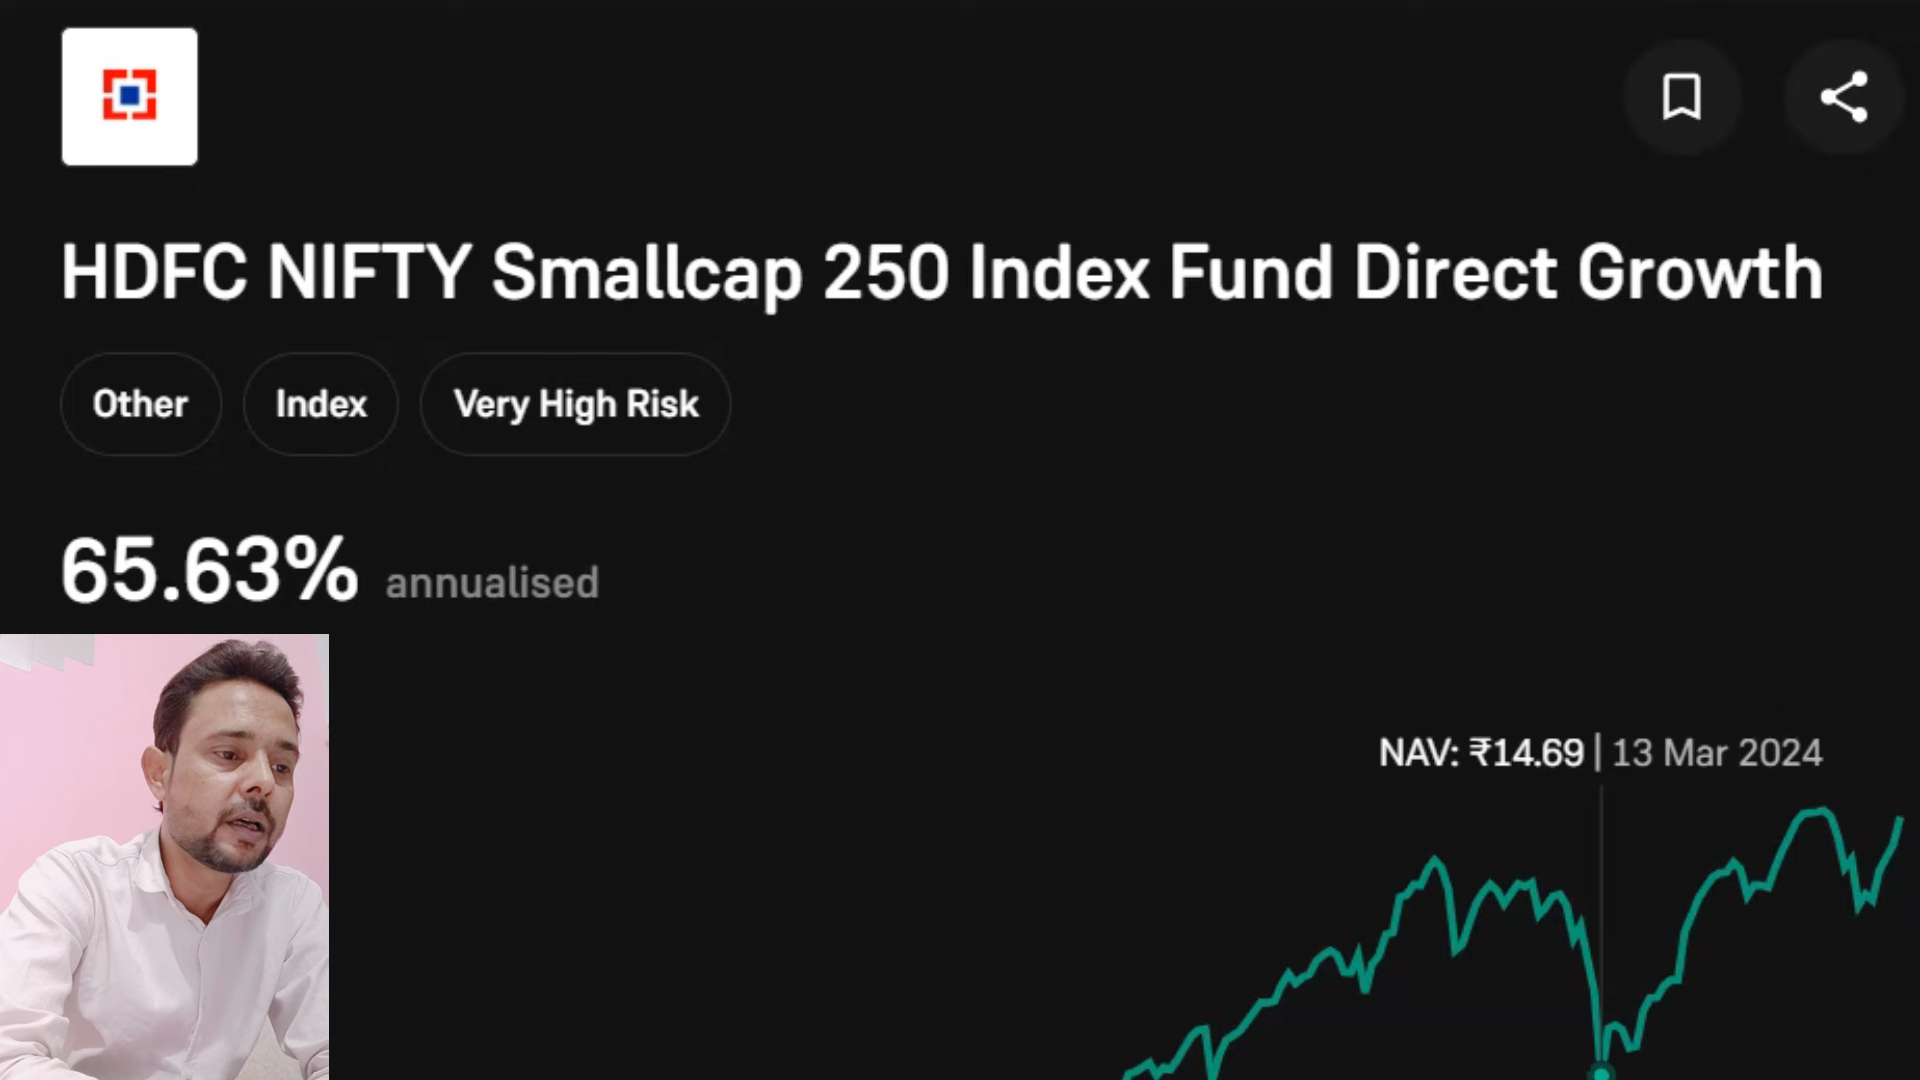 HDFC NIFTY Smallcap 250 Index Fund Direct Growth
Other
Index
Very High Risk
65.63% annualised
NAV: ₹14.69 | 13 Mar 2024